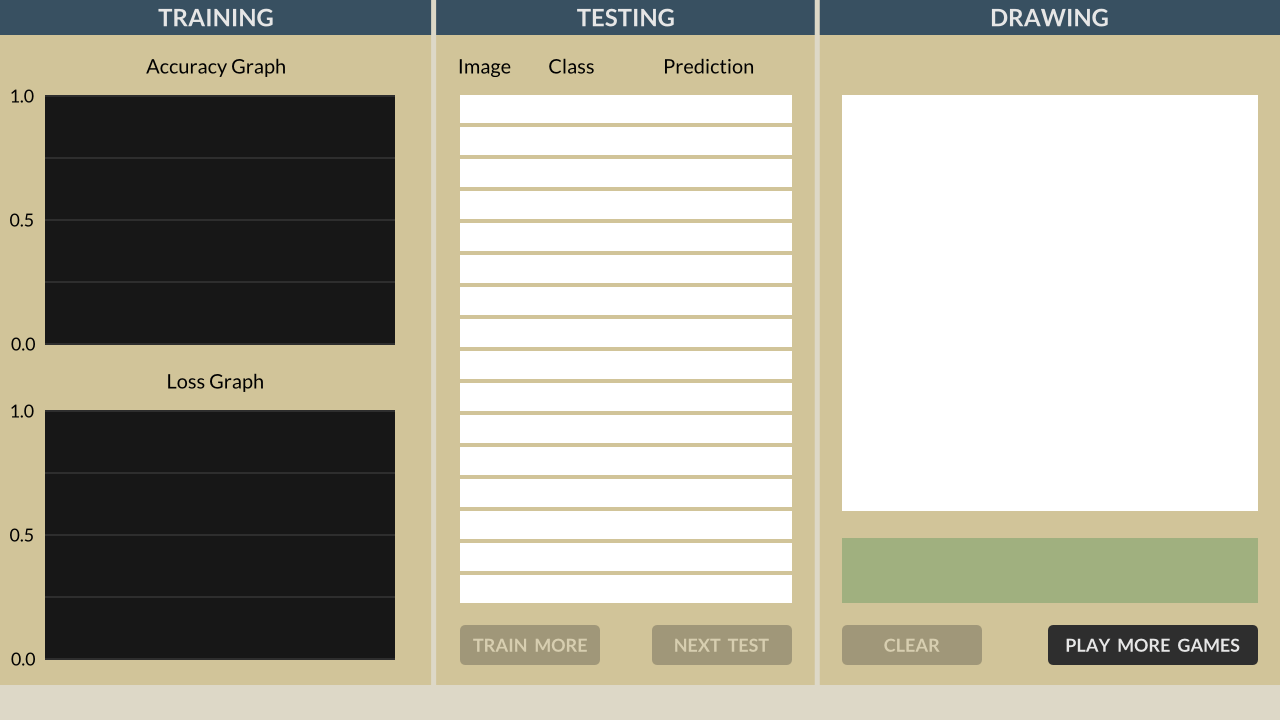 TRAINING
Accuracy Graph
1.0
0.5
0.0
Loss Graph
1.0
0.5
0.0
TESTING
Image Class Prediction
TRAIN MORE NEXT TEST
DRAWING
CLEAR PLAY MORE GAMES